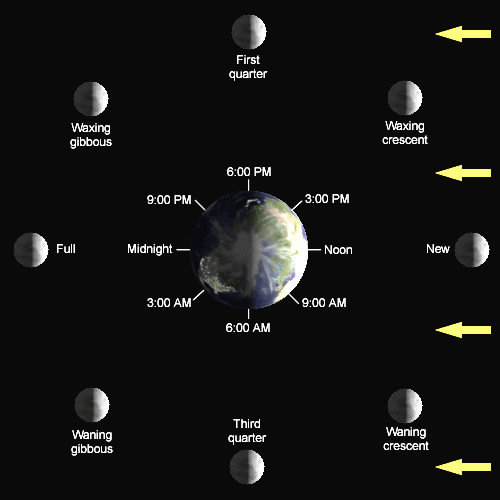 First
quarter
Waxing
gibbous
Waxing
crescent
6:00 PM
9:00 PM
3:00 PM
Full
Midnight
Noon
New
3:00 AM
9:00 AM
6:00 AM
Waning
gibbous
Third
quarter
Waning
crescent